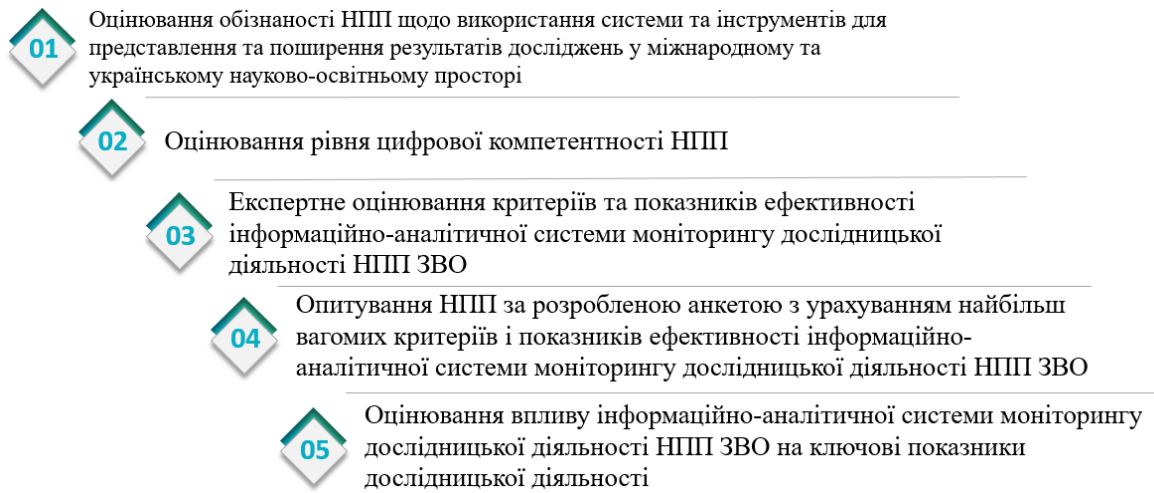 01
Оцінювання обізнаності НПП щодо використання системи та інструментів для
представлення та поширення результатів досліджень у міжнародному та
українському науково-освітньому просторі
02
Оцінювання рівня цифрової компетентності НПП
03
Експертне оцінювання критеріїв та показників ефективності
інформаційно-аналітичної системи моніторингу дослідницької
діяльності НПП ЗВО
04
Опитування НПП за розробленою анкетою з урахуванням найбільш
вагомих критеріїв і показників ефективності інформаційно-
аналітичної системи моніторингу дослідницької діяльності НПП ЗВО
05
Оцінювання впливу інформаційно-аналітичної системи моніторингу
дослідницької діяльності НПП ЗВО на ключові показники
дослідницької діяльності